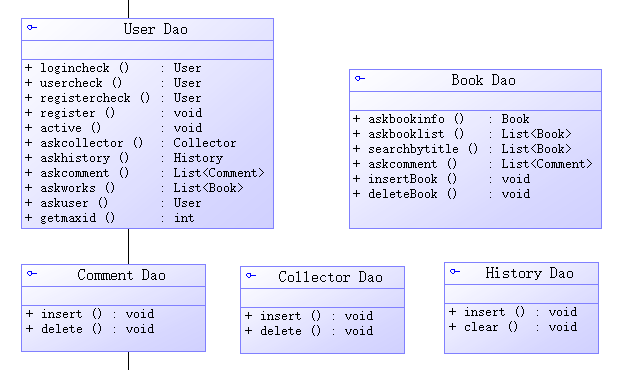 User Dao
+ logincheck () : User
+ usercheck () : User
+ registercheck () : User
+ register () : void
+ active () : void
+ askcollector () : Collector
+ askhistory () : History
+ askcomment () : List<Comment>
+ askworks () : List<Book>
+ askuser () : User
+ getmaxid () : int
Book Dao
+ askbookinfo () : Book
+ askbooklist () : List<Book>
+ searchbytitle () : List<Book>
+ askcomment () : List<Comment>
+ insertBook () : void
+ deleteBook () : void
Comment Dao
+ insert () : void
+ delete () : void
Collector Dao
+ insert () : void
+ delete () : void
History Dao
+ insert () : void
+ clear () : void